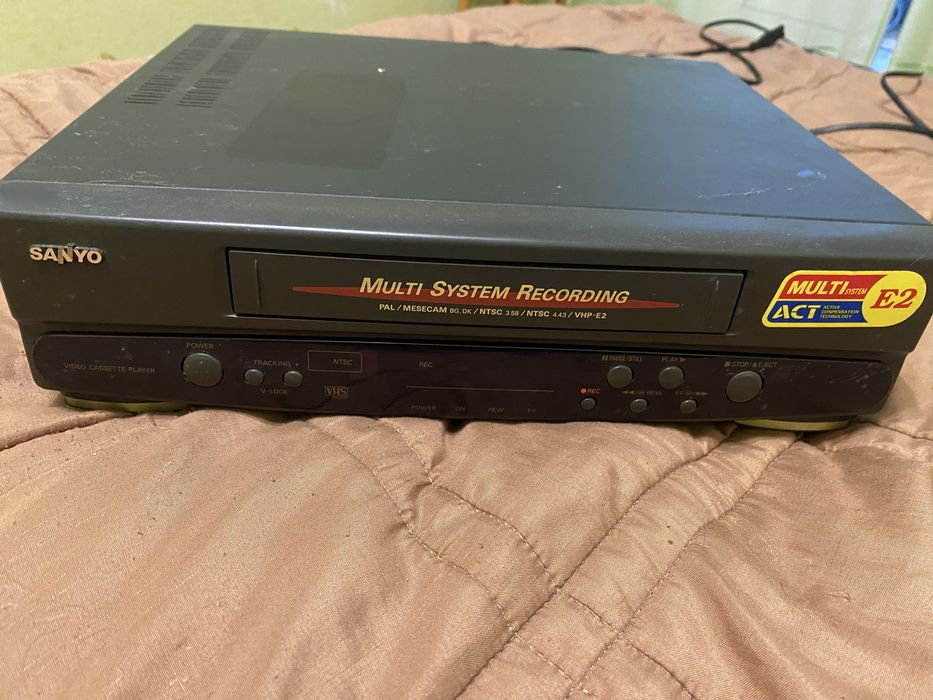 SANYO
MULTI SYSTEM RECORDING
PAL / MESECAM BG, DK / NTSC 3.58 / NTSC 4.43 / VHP-E2
MULTI SYSTEM
ACT ACTIVE COMPENSATION TECHNOLOGY
E2
VIDEO CASSETTE PLAYER
POWER
TRACKING +
V-LOCK
NTSC
VHS
REC
POWER ON REW F.F
PAUSE/STILL PLAY
STOP / EJECT
REC
REW
FF